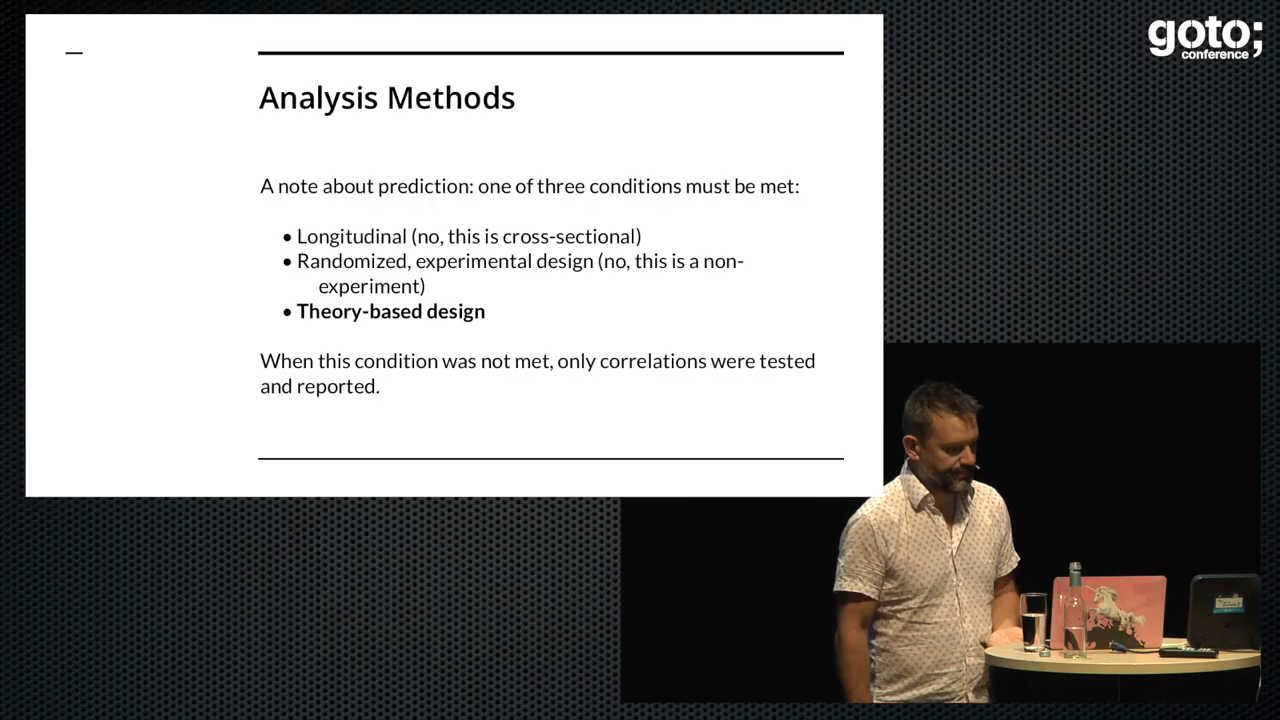 goto;
conference
Analysis Methods
A note about prediction: one of three conditions must be met:
• Longitudinal (no, this is cross-sectional)
• Randomized, experimental design (no, this is a non-
experiment)
• Theory-based design
When this condition was not met, only correlations were tested
and reported.